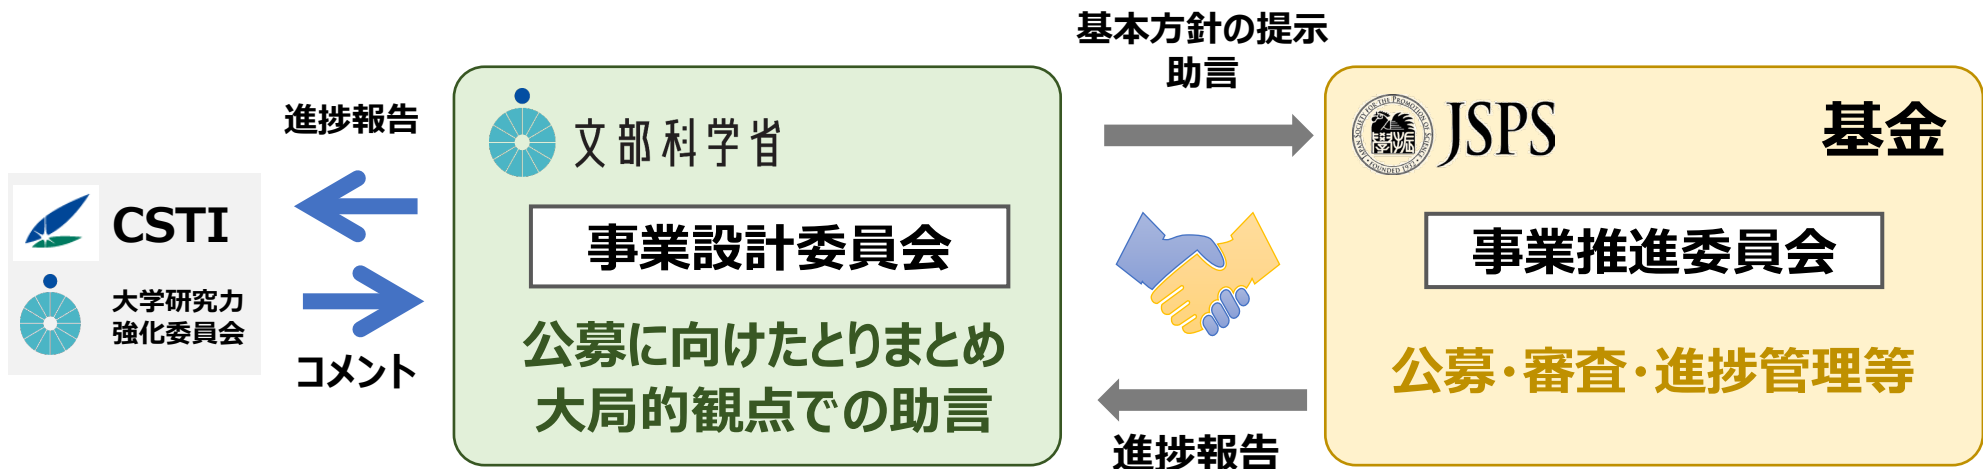 進捗報告
CSTI
大学研究力
強化委員会
コメント
文部科学省
事業設計委員会
公募に向けたとりまとめ
大局的観点での助言
基本方針の提示
助言
進捗報告
JSPS
基金
事業推進委員会
公募・審査・進捗管理等